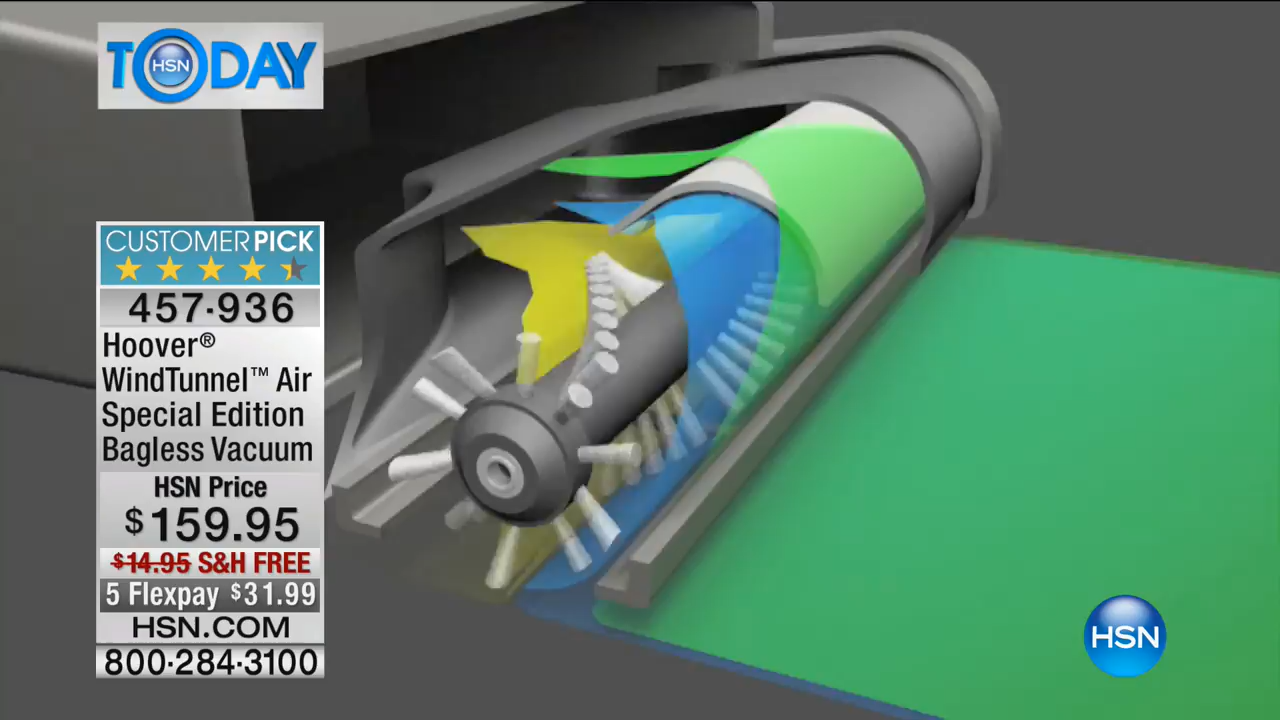 TODAY
HSN
CUSTOMER PICK
457·936
Hoover®
WindTunnel™ Air
Special Edition
Bagless Vacuum
HSN Price
$159.95
$14.95 S&H FREE
5 Flexpay $31.99
HSN.COM
800·284·3100
HSN